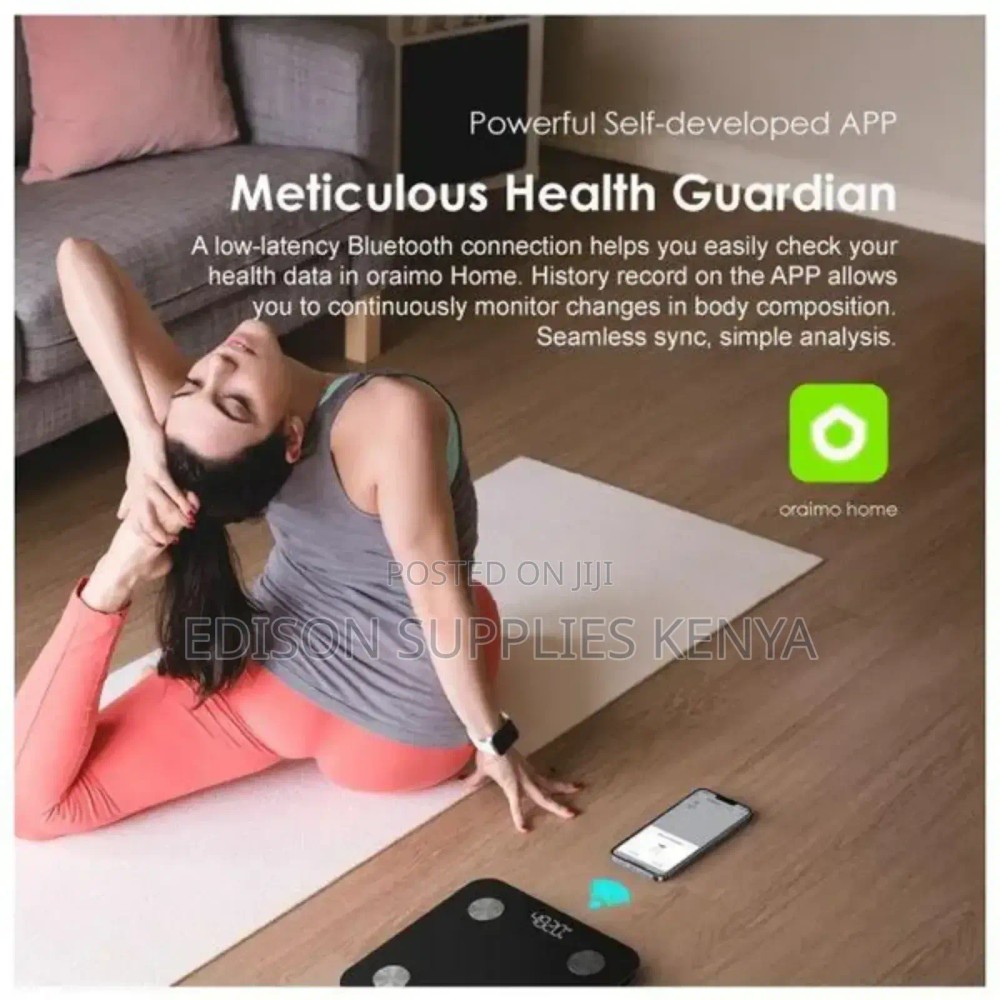 Powerful Self-developed APP
Meticulous Health Guardian
A low-latency Bluetooth connection helps you easily check your
health data in oraimo Home. History record on the APP allows
you to continuously monitor changes in body composition.
Seamless sync, simple analysis.
oraimo home
POSTED ON JIJI
EDISON SUPPLIES KENYA